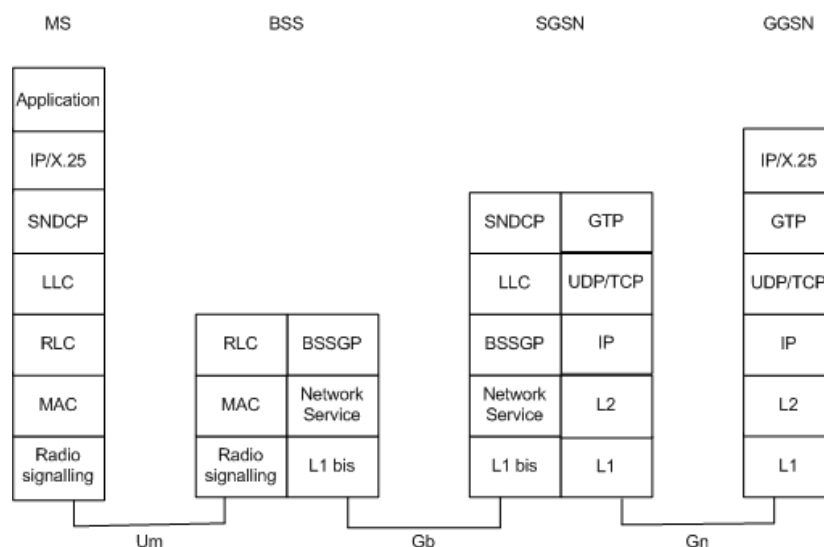 MS BSS SGSN GGSN
Application
IP/X.25 IP/X.25
SNDCP SNDCP GTP GTP
LLC LLC UDP/TCP UDP/TCP
RLC RLC BSSGP BSSGP IP IP
MAC MAC Network Service Network Service L2 L2
Radio signalling Radio signalling L1 bis L1 bis L1 L1
Um Gb Gn